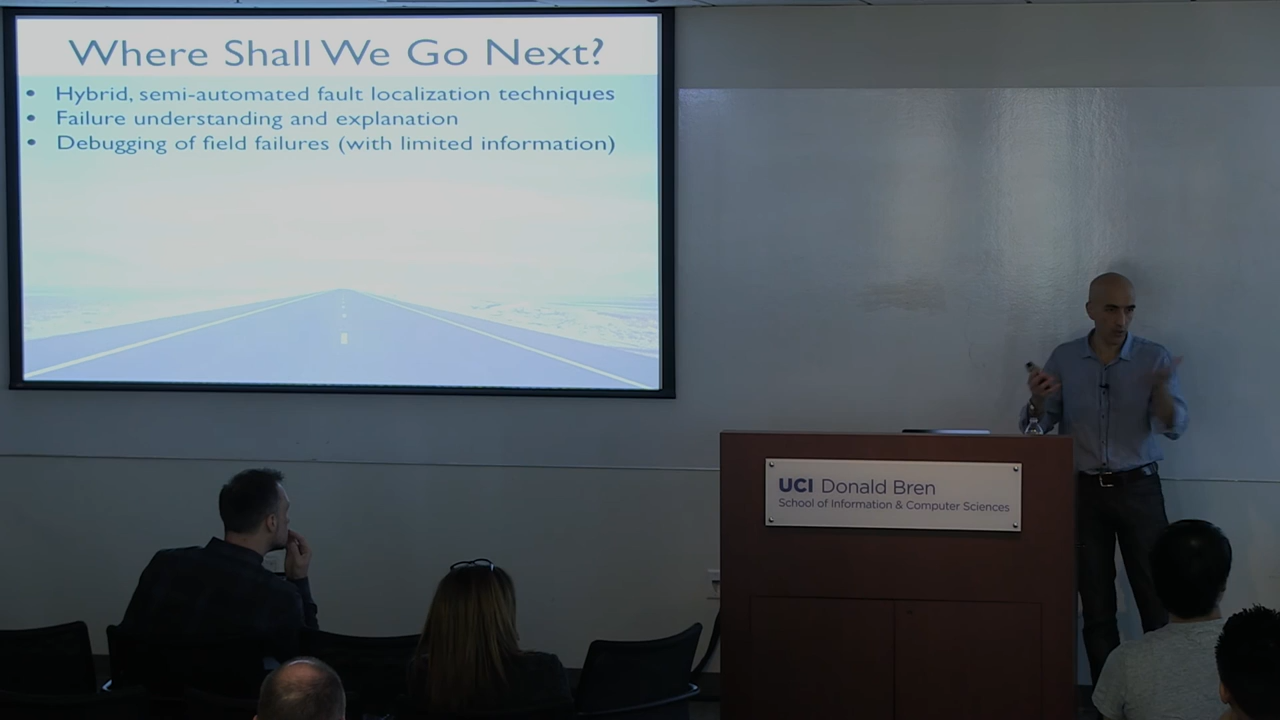 Where Shall We Go Next?
• Hybrid, semi-automated fault localization techniques
• Failure understanding and explanation
• Debugging of field failures (with limited information)
UCI Donald Bren
School of Information & Computer Sciences